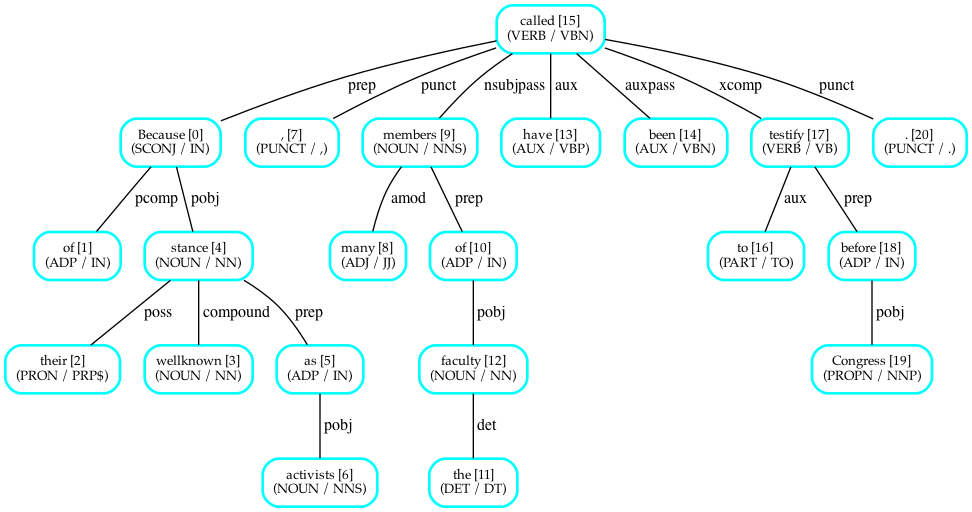 called [15]
(VERB / VBN)
prep
punct
nsubjpass
aux
auxpass
xcomp
punct
Because [0]
(SCONJ / IN)
, [7]
(PUNCT / ,)
members [9]
(NOUN / NNS)
have [13]
(AUX / VBP)
been [14]
(AUX / VBN)
testify [17]
(VERB / VB)
. [20]
(PUNCT / .)
pcomp
pobj
amod
prep
aux
prep
of [1]
(ADP / IN)
stance [4]
(NOUN / NN)
many [8]
(ADJ / JJ)
of [10]
(ADP / IN)
to [16]
(PART / TO)
before [18]
(ADP / IN)
poss
compound
prep
pobj
pobj
their [2]
(PRON / PRP$)
wellknown [3]
(NOUN / NN)
as [5]
(ADP / IN)
faculty [12]
(NOUN / NN)
Congress [19]
(PROPN / NNP)
pobj
det
activists [6]
(NOUN / NNS)
the [11]
(DET / DT)